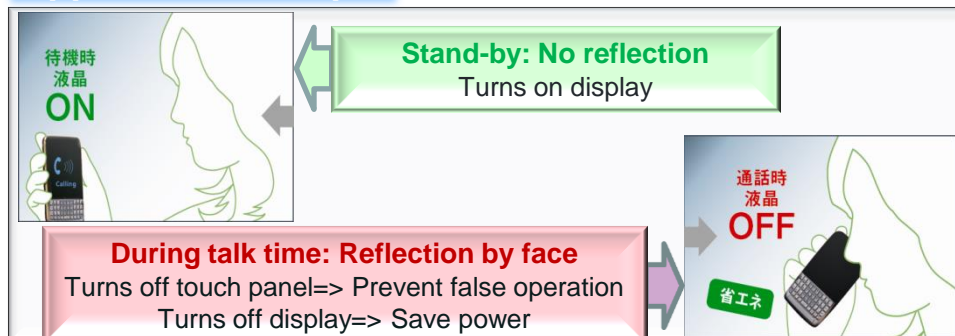 待機時
液晶
ON
Calling
Stand-by: No reflection
Turns on display
During talk time: Reflection by face
Turns off touch panel=> Prevent false operation
Turns off display=> Save power
通話時
液晶
OFF
省エネ